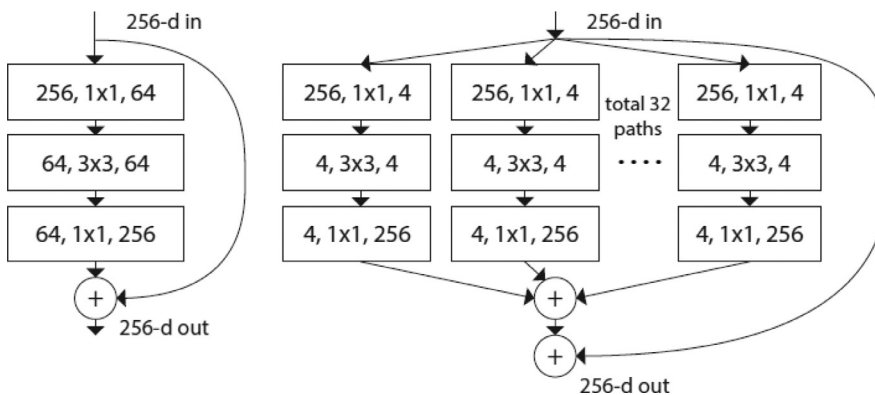 256-d in
256, 1x1, 64
64, 3x3, 64
64, 1x1, 256
+
256-d out
256-d in
256, 1x1, 4
256, 1x1, 4
total 32
paths
256, 1x1, 4
4, 3x3, 4
4, 3x3, 4
....
4, 3x3, 4
4, 1x1, 256
4, 1x1, 256
4, 1x1, 256
+
+
256-d out